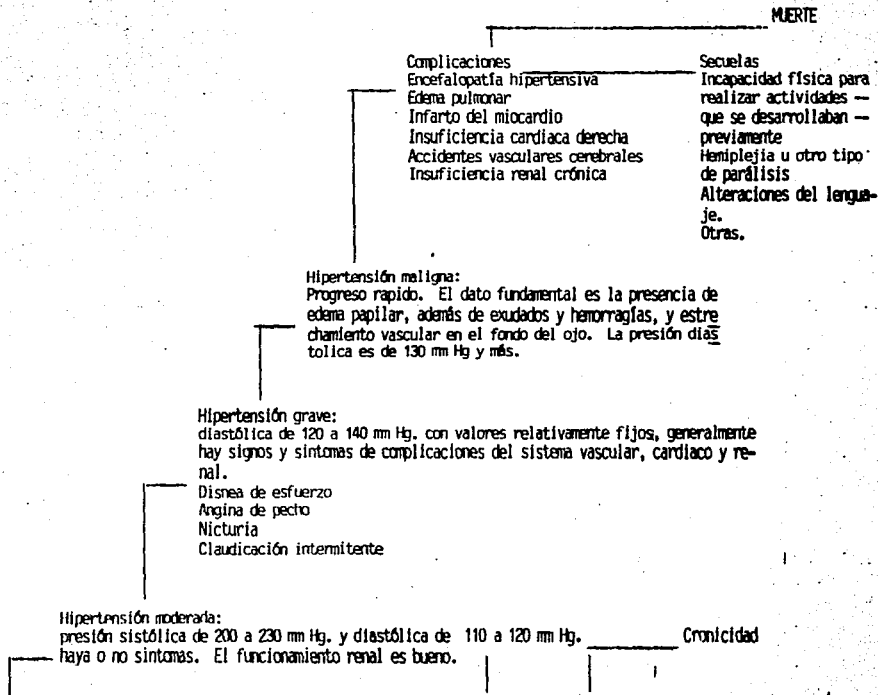 MUERTE
Complicaciones
Encefalopatía hipertensiva
Edema pulmonar
Infarto del miocardio
Insuficiencia cardiaca derecha
Accidentes vasculares cerebrales
Insuficiencia renal crónica
Secuelas
Incapacidad física para
realizar actividades —
que se desarrollaban —
previamente
Hemiplejia u otro tipo
de parálisis
Alteraciones del lengua-
je.
Otras.
Hipertensión maligna:
Progreso rapido. El dato fundamental es la presencia de
edema papilar, además de exudados y hemorragías, y estre
chamiento vascular en el fondo del ojo. La presión dias
tolica es de 130 mm Hg y más.
Hipertensión grave:
diastólica de 120 a 140 mm Hg. con valores relativamente fijos, generalmente
hay signos y sintomas de complicaciones del sistema vascular, cardiaco y re-
nal.
Disnea de esfuerzo
Angina de pecho
Nicturia
Claudicación intermitente
Hipertensión moderada:
presión sistólica de 200 a 230 mm Hg. y diastólica de 110 a 120 mm Hg. Cronicidad
haya o no sintomas. El funcionamiento renal es bueno.